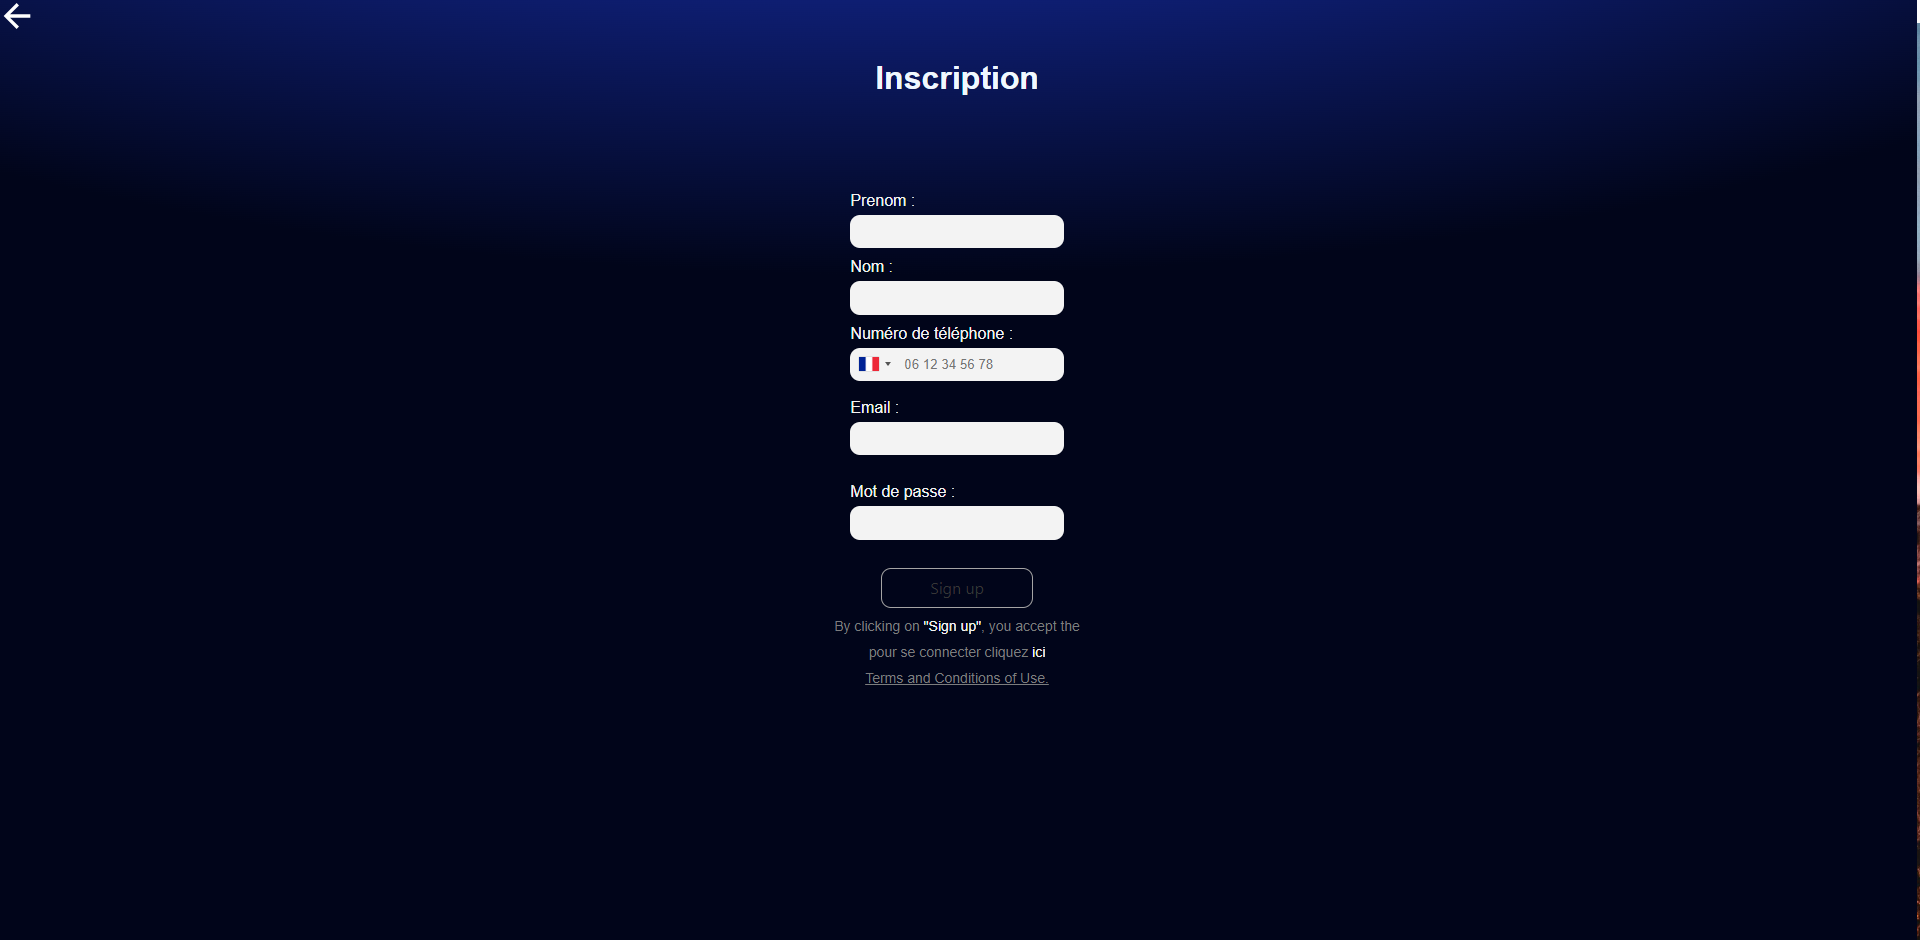 Inscription
Prenom :
Nom :
Numéro de téléphone :
06 12 34 56 78
Email :
Mot de passe :
Sign up
By clicking on "Sign up", you accept the
pour se connecter cliquez ici
Terms and Conditions of Use.